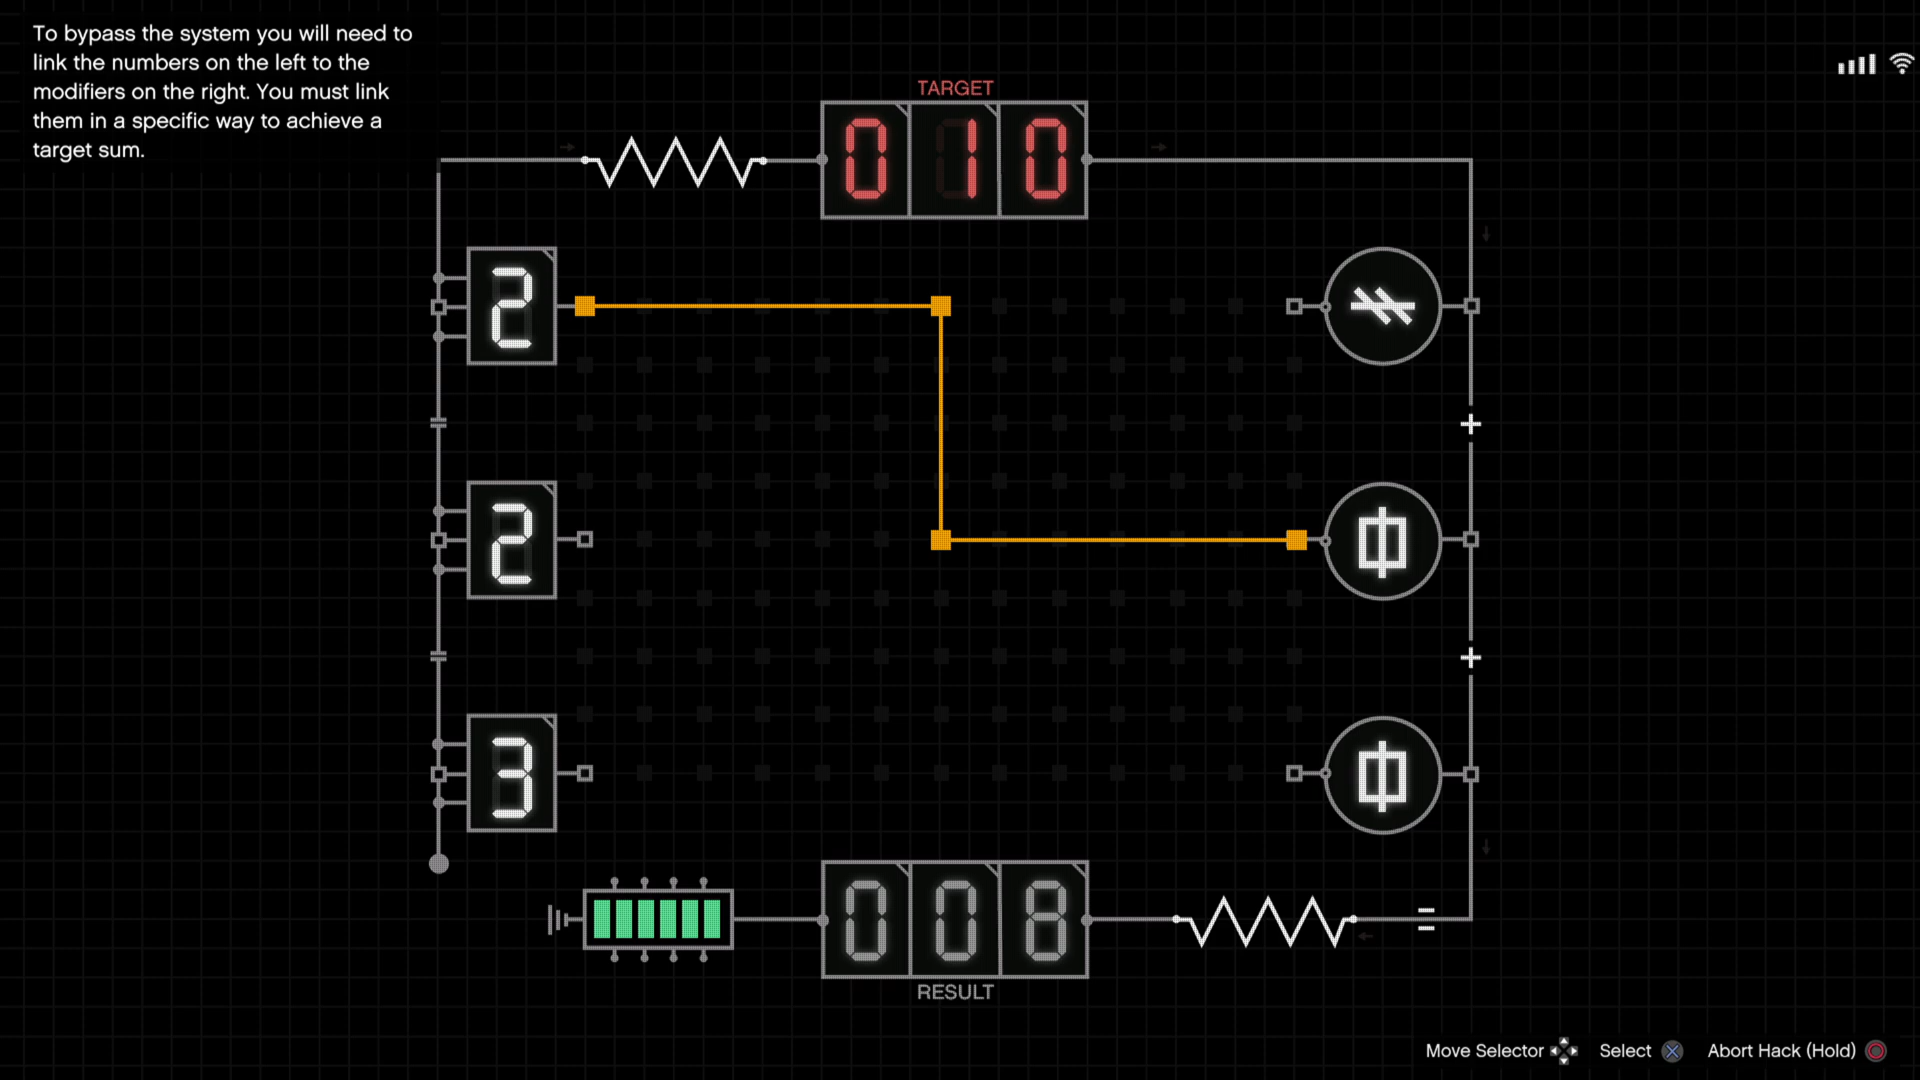 To bypass the system you will need to
link the numbers on the left to the
modifiers on the right. You must link
them in a specific way to achieve a
target sum.
TARGET
010
2
+
2
+
3
=
008
RESULT
Move Selector Select Abort Hack (Hold)